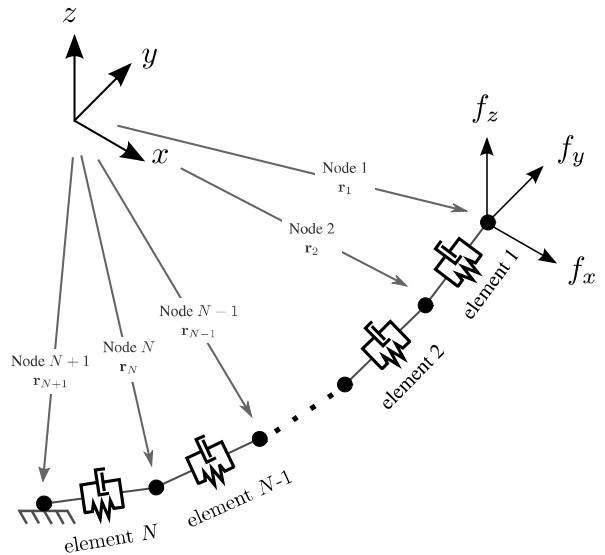 z
y
x
f_z
f_y
f_x
Node 1
r_1
Node 2
r_2
Node N − 1
r_{N−1}
Node N
r_N
Node N + 1
r_{N+1}
element 1
element 2
element N-1
element N